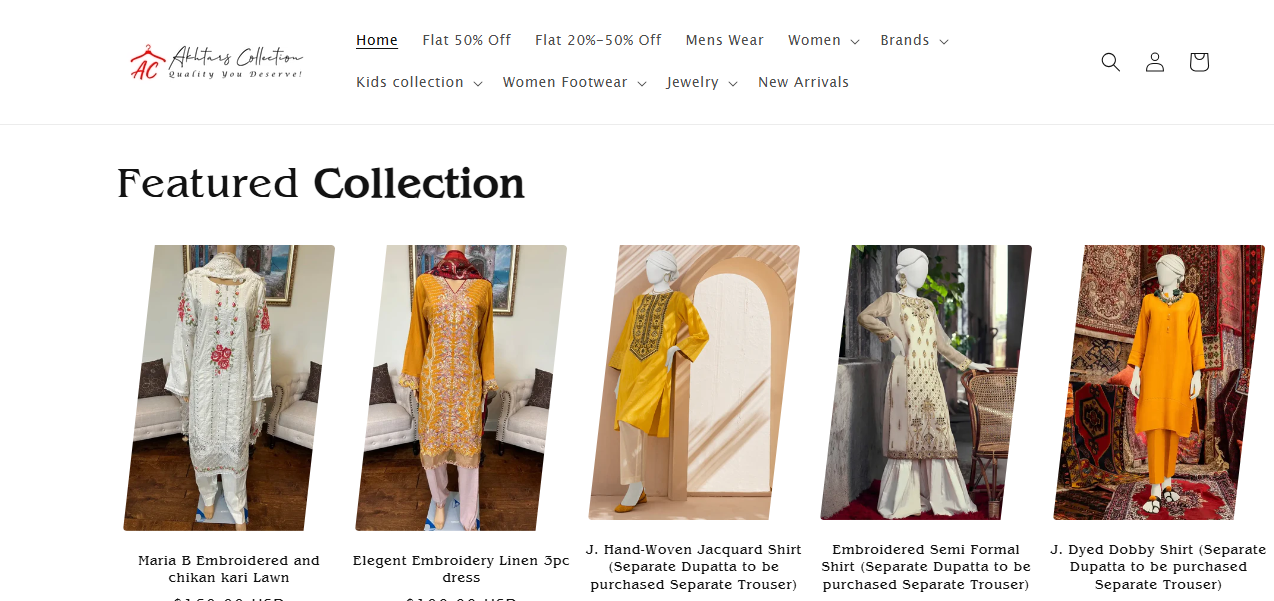 Akhtars Collection
AC
Quality You Deserve!
Home Flat 50% Off Flat 20%-50% Off Mens Wear Women Brands
Kids collection Women Footwear Jewelry New Arrivals
Featured Collection
Maria B Embroidered and
chikan kari Lawn
Elegent Embroidery Linen 3pc
dress
J. Hand-Woven Jacquard Shirt
(Separate Dupatta to be
purchased Separate Trouser)
Embroidered Semi Formal
Shirt (Separate Dupatta to be
purchased Separate Trouser)
J. Dyed Dobby Shirt (Separate
Dupatta to be purchased
Separate Trouser)